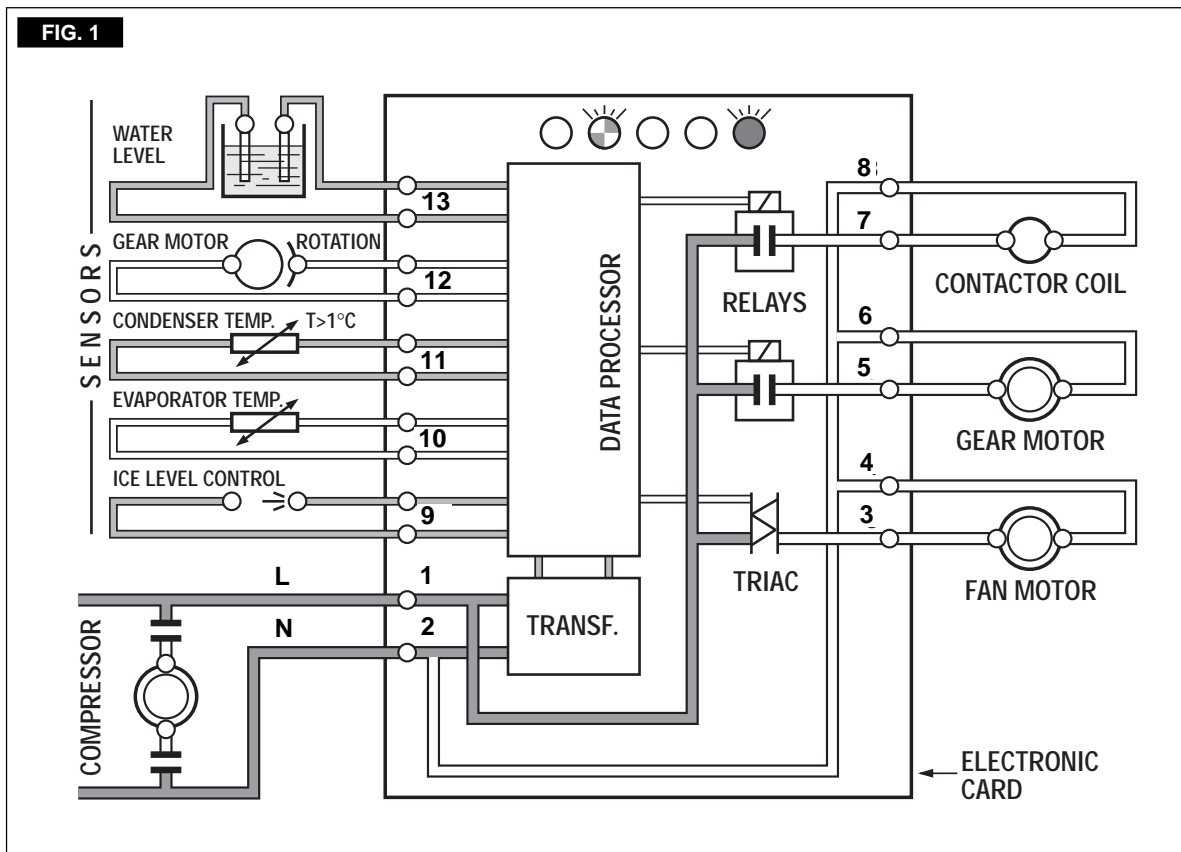 FIG. 1
WATER
LEVEL
SENSORS
13
GEAR MOTOR
ROTATION
12
CONDENSER TEMP.
T>1°C
11
EVAPORATOR TEMP.
10
ICE LEVEL CONTROL
9
L
1
N
2
COMPRESSOR
DATA PROCESSOR
TRANSF.
RELAYS
TRIAC
8
7
CONTACTOR COIL
6
5
GEAR MOTOR
4
3
FAN MOTOR
ELECTRONIC
CARD